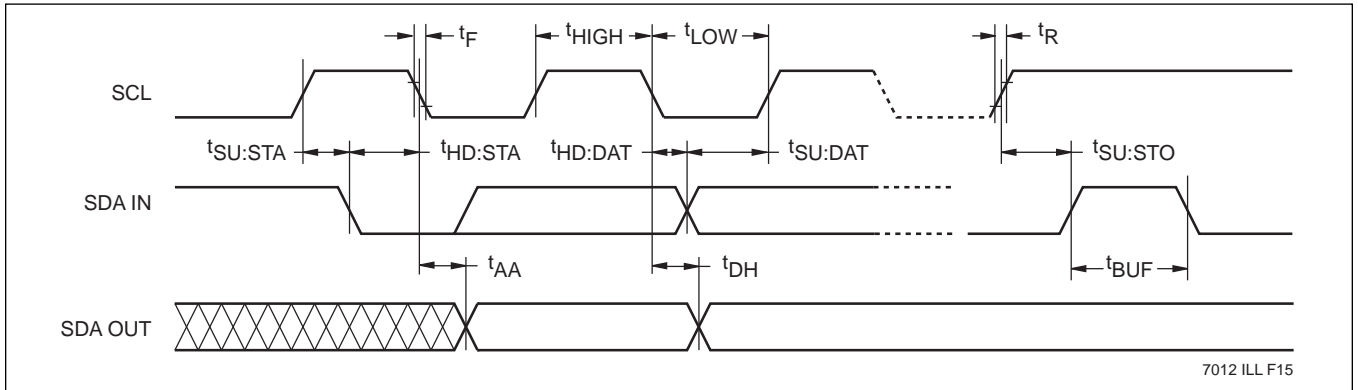 tF
tHIGH
tLOW
tR
SCL
tSU:STA
tHD:STA
tHD:DAT
tSU:DAT
tSU:STO
SDA IN
tAA
tDH
tBUF
SDA OUT
7012 ILL F15